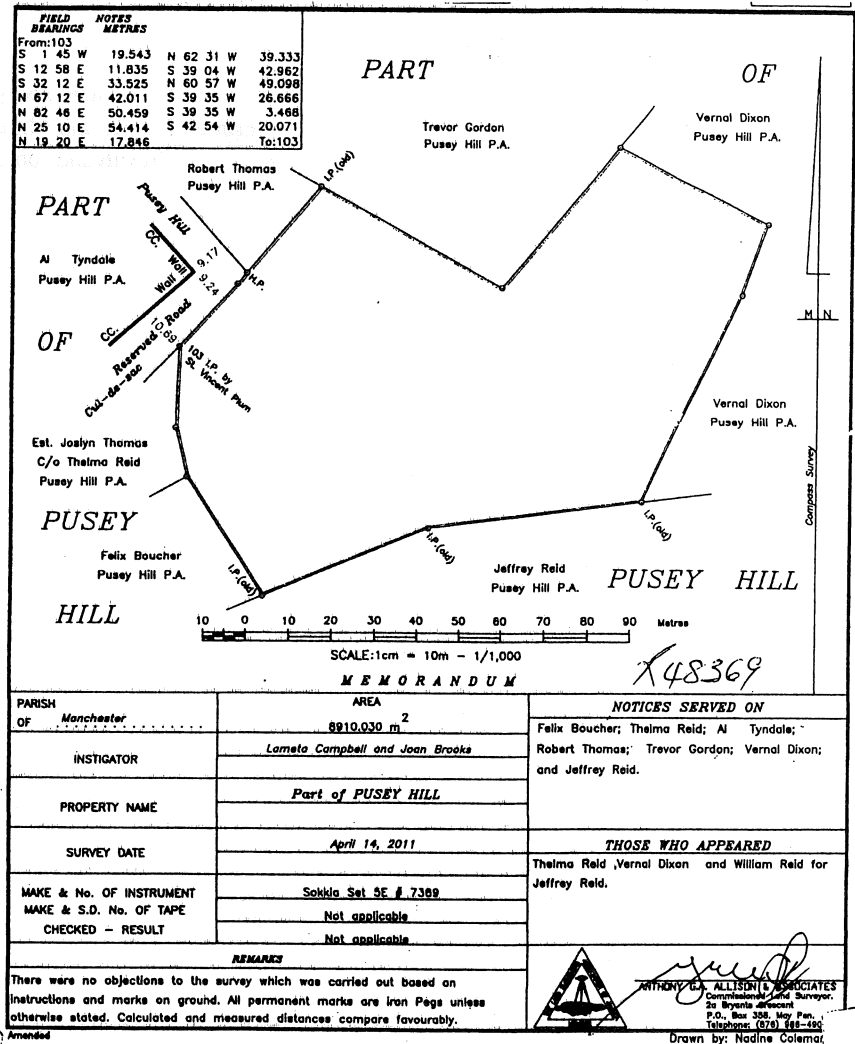 FIELD NOTES
BEARINGS METRES
From:103
S 1 45 W 19.543 N 62 31 W 39.333
S 12 58 E 11.835 S 39 04 W 42.962
S 32 12 E 33.525 N 60 57 W 49.098
N 67 12 E 42.011 S 39 35 W 26.666
N 82 46 E 50.459 S 39 35 W 3.468
N 25 10 E 54.414 S 42 54 W 20.071
N 19 20 E 17.846 To:103
PART OF
Trevor Gordon
Pusey Hill P.A.
Vernal Dixon
Pusey Hill P.A.
Robert Thomas
Pusey Hill P.A.
I.P.(old)
PART
Pusey Hill
CC. Wall
9.17
Al Tyndale
Pusey Hill P.A.
Wall
9.24
H.P.
CC.
10.69
M N
OF
Reserved Road
Cul-de-sac
103 I.P. by
St. Vincent Plum
Vernal Dixon
Pusey Hill P.A.
Est. Joslyn Thomas
C/o Thelma Reid
Pusey Hill P.A.
Compass Survey
PUSEY
I.P.(old)
I.P.(old)
Felix Boucher
Pusey Hill P.A.
I.P.(old)
Jeffrey Reid
Pusey Hill P.A.
PUSEY HILL
HILL
10 0 10 20 30 40 50 60 70 80 90 Metres
SCALE:1cm = 10m - 1/1,000
X48369
MEMORANDUM
PARISH
OF Manchester
AREA
8910.030 m2
NOTICES SERVED ON
Felix Boucher; Thelma Reid; Al Tyndale;
Robert Thomas; Trevor Gordon; Vernal Dixon;
and Jeffrey Reid.
INSTIGATOR
Lameta Campbell and Joan Brooks
PROPERTY NAME
Part of PUSEY HILL
SURVEY DATE
April 14, 2011
THOSE WHO APPEARED
Thelma Reid ,Vernal Dixon and William Reid for
Jeffrey Reid.
MAKE & No. OF INSTRUMENT
Sokkia Set 5E # 7369
MAKE & S.D. No. OF TAPE
Not applicable
CHECKED - RESULT
Not applicable
REMARKS
There were no objections to the survey which was carried out based on
instructions and marks on ground. All permanent marks are Iron Pegs unless
otherwise stated. Calculated and measured distances compare favourably.
ANTHONY G.A. ALLISON & ASSOCIATES
Commissioned Land Surveyor.
2a Bryants Crescent
P.O., Box 358, May Pen,
Telephone: (876) 986-490
Amended
Drawn by: Nadine Coleman